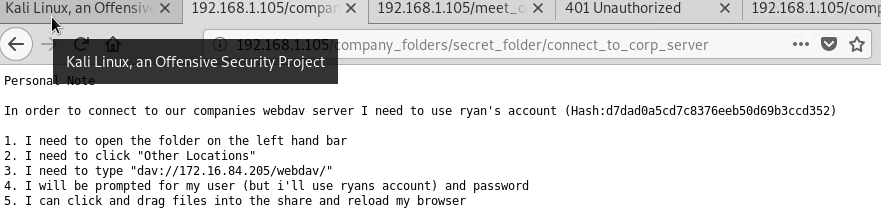 Kali Linux, an Offensive
192.168.1.105/compan
192.168.1.105/meet_o
401 Unauthorized
192.168.1.105/comp
192.168.1.105/company_folders/secret_folder/connect_to_corp_server
Kali Linux, an Offensive Security Project
Personal Note
In order to connect to our companies webdav server I need to use ryan's account (Hash:d7dad0a5cd7c8376eeb50d69b3ccd352)
1. I need to open the folder on the left hand bar
2. I need to click "Other Locations"
3. I need to type "dav://172.16.84.205/webdav/"
4. I will be prompted for my user (but i'll use ryans account) and password
5. I can click and drag files into the share and reload my browser